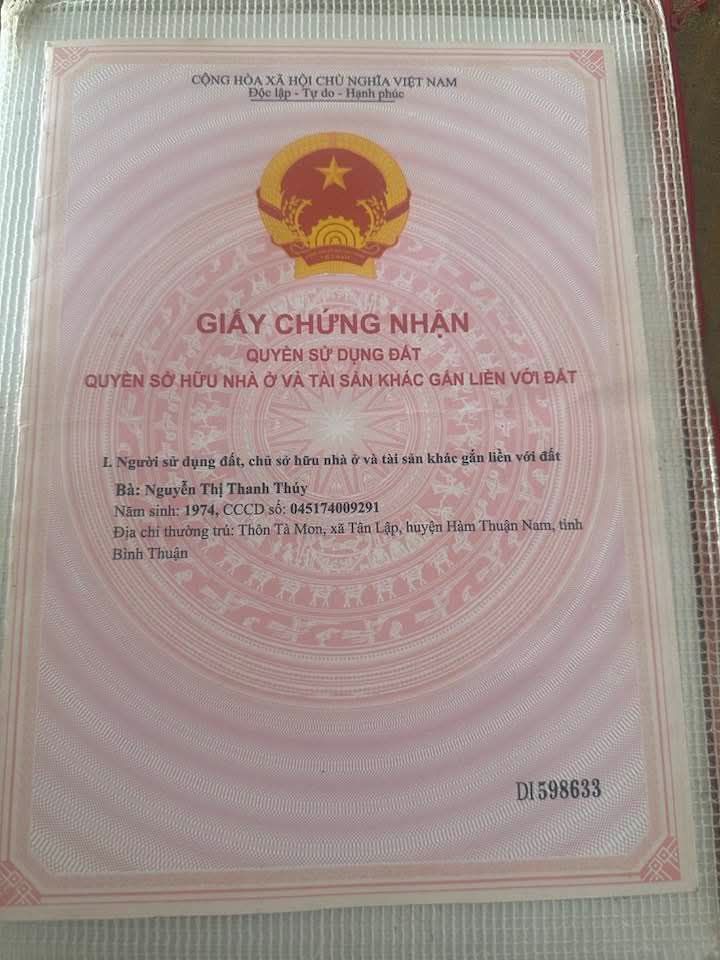 CỘNG HÒA XÃ HỘI CHỦ NGHĨA VIỆT NAM
Độc lập - Tự do - Hạnh phúc
GIẤY CHỨNG NHẬN
QUYỀN SỬ DỤNG ĐẤT
QUYỀN SỞ HỮU NHÀ Ở VÀ TÀI SẢN KHÁC GẮN LIỀN VỚI ĐẤT
I. Người sử dụng đất, chủ sở hữu nhà ở và tài sản khác gắn liền với đất
Bà: Nguyễn Thị Thanh Thúy
Năm sinh: 1974, CCCD số: 045174009291
Địa chỉ thường trú: Thôn Tà Mon, xã Tân Lập, huyện Hàm Thuận Nam, tỉnh
Bình Thuận
DI 598633